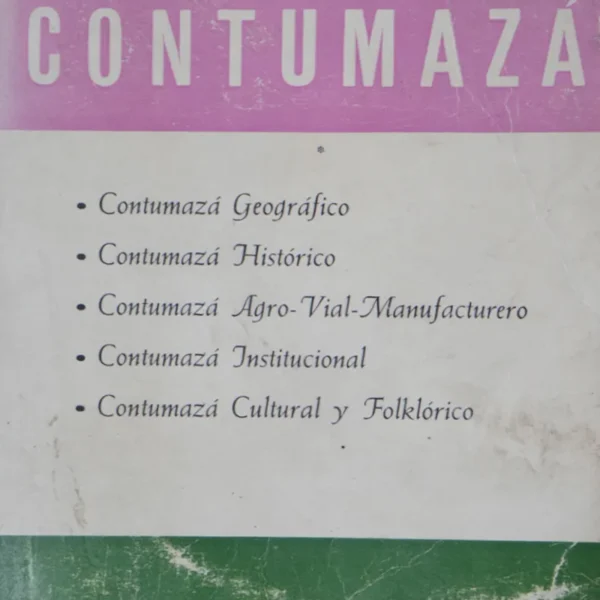 CONTUMAZÁ
• Contumazá Geográfico
• Contumazá Histórico
• Contumazá Agro-Vial-Manufacturero
• Contumazá Institucional
• Contumazá Cultural y Folklórico